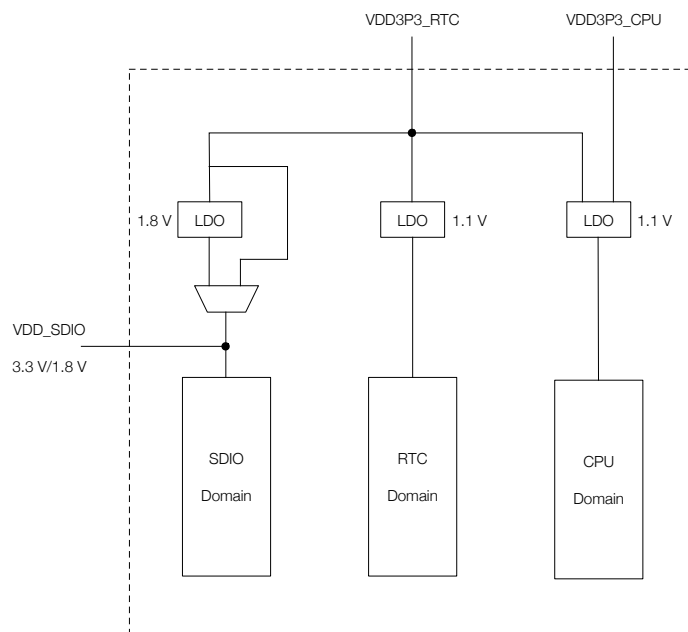 VDD3P3_RTC
VDD3P3_CPU
1.8 V
LDO
LDO
1.1 V
LDO
1.1 V
VDD_SDIO
3.3 V/1.8 V
SDIO
Domain
RTC
Domain
CPU
Domain